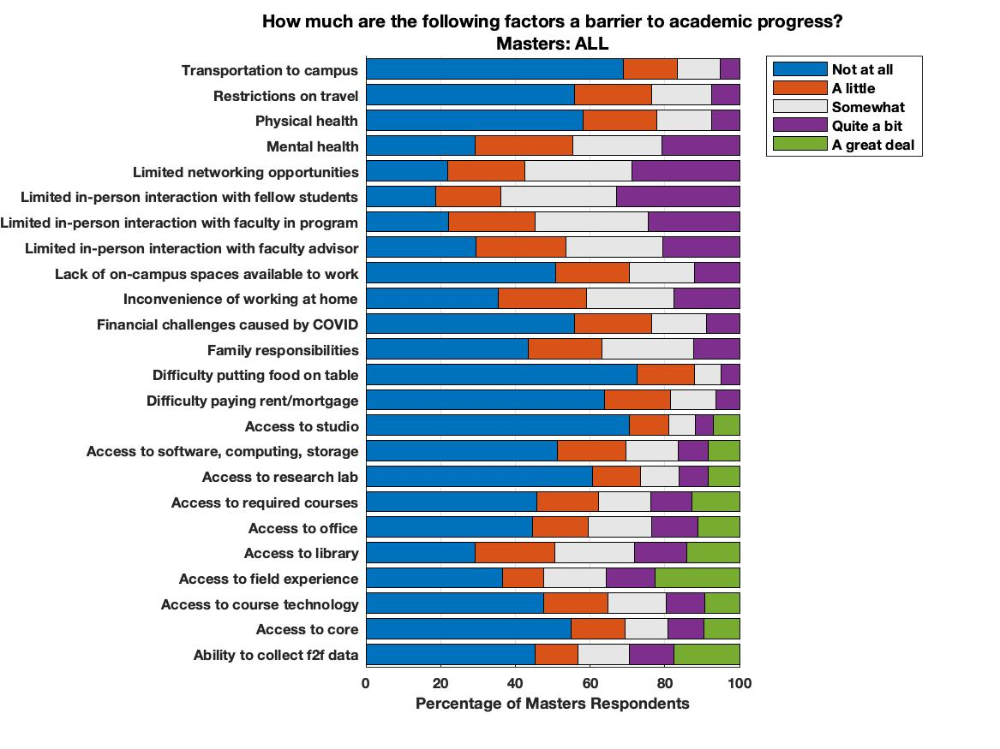 How much are the following factors a barrier to academic progress?
Masters: ALL
Transportation to campus
Restrictions on travel
Physical health
Mental health
Limited networking opportunities
Limited in-person interaction with fellow students
Limited in-person interaction with faculty in program
Limited in-person interaction with faculty advisor
Lack of on-campus spaces available to work
Inconvenience of working at home
Financial challenges caused by COVID
Family responsibilities
Difficulty putting food on table
Difficulty paying rent/mortgage
Access to studio
Access to software, computing, storage
Access to research lab
Access to required courses
Access to office
Access to library
Access to field experience
Access to course technology
Access to core
Ability to collect f2f data
0 20 40 60 80 100
Percentage of Masters Respondents
Not at all
A little
Somewhat
Quite a bit
A great deal